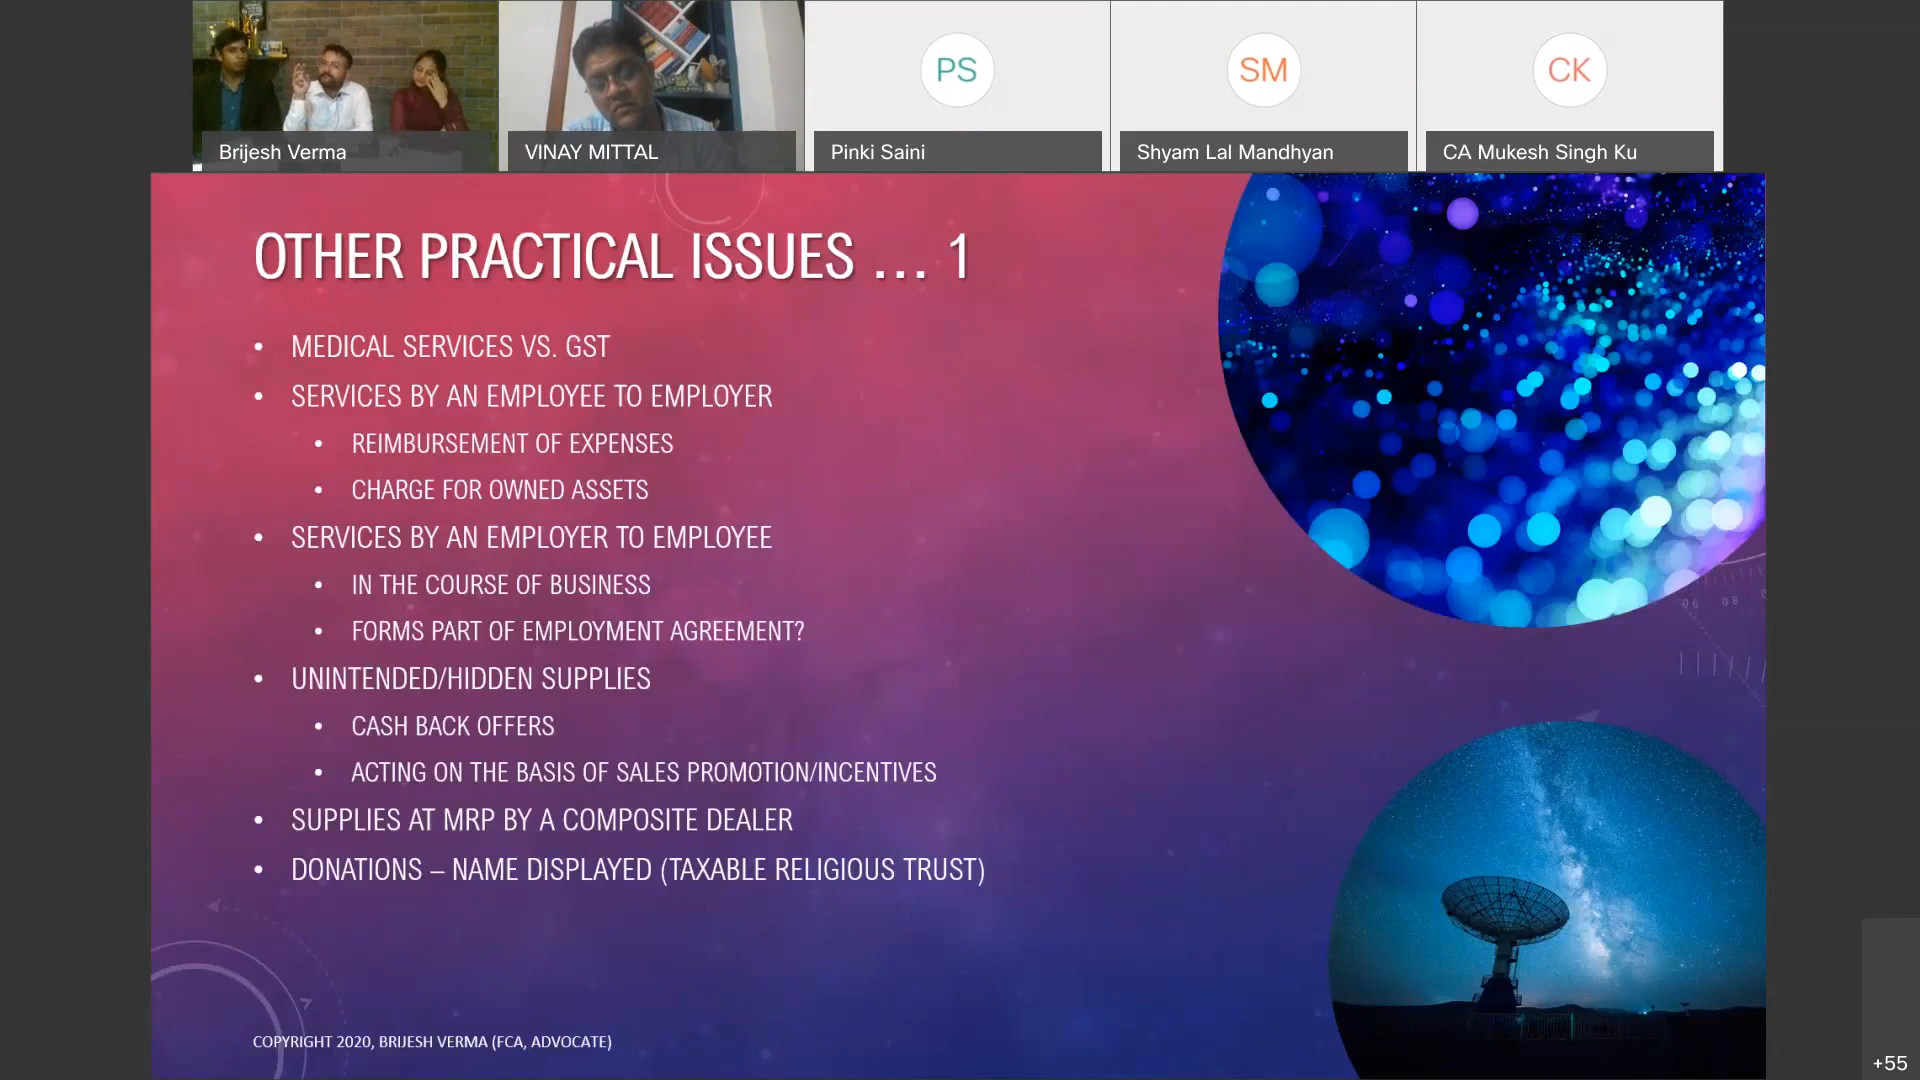 PS
SM
CK
Brijesh Verma
VINAY MITTAL
Pinki Saini
Shyam Lal Mandhyan
CA Mukesh Singh Ku
OTHER PRACTICAL ISSUES … 1
• MEDICAL SERVICES VS. GST
• SERVICES BY AN EMPLOYEE TO EMPLOYER
• REIMBURSEMENT OF EXPENSES
• CHARGE FOR OWNED ASSETS
• SERVICES BY AN EMPLOYER TO EMPLOYEE
• IN THE COURSE OF BUSINESS
• FORMS PART OF EMPLOYMENT AGREEMENT?
• UNINTENDED/HIDDEN SUPPLIES
• CASH BACK OFFERS
• ACTING ON THE BASIS OF SALES PROMOTION/INCENTIVES
• SUPPLIES AT MRP BY A COMPOSITE DEALER
• DONATIONS – NAME DISPLAYED (TAXABLE RELIGIOUS TRUST)
COPYRIGHT 2020, BRIJESH VERMA (FCA, ADVOCATE)
+55